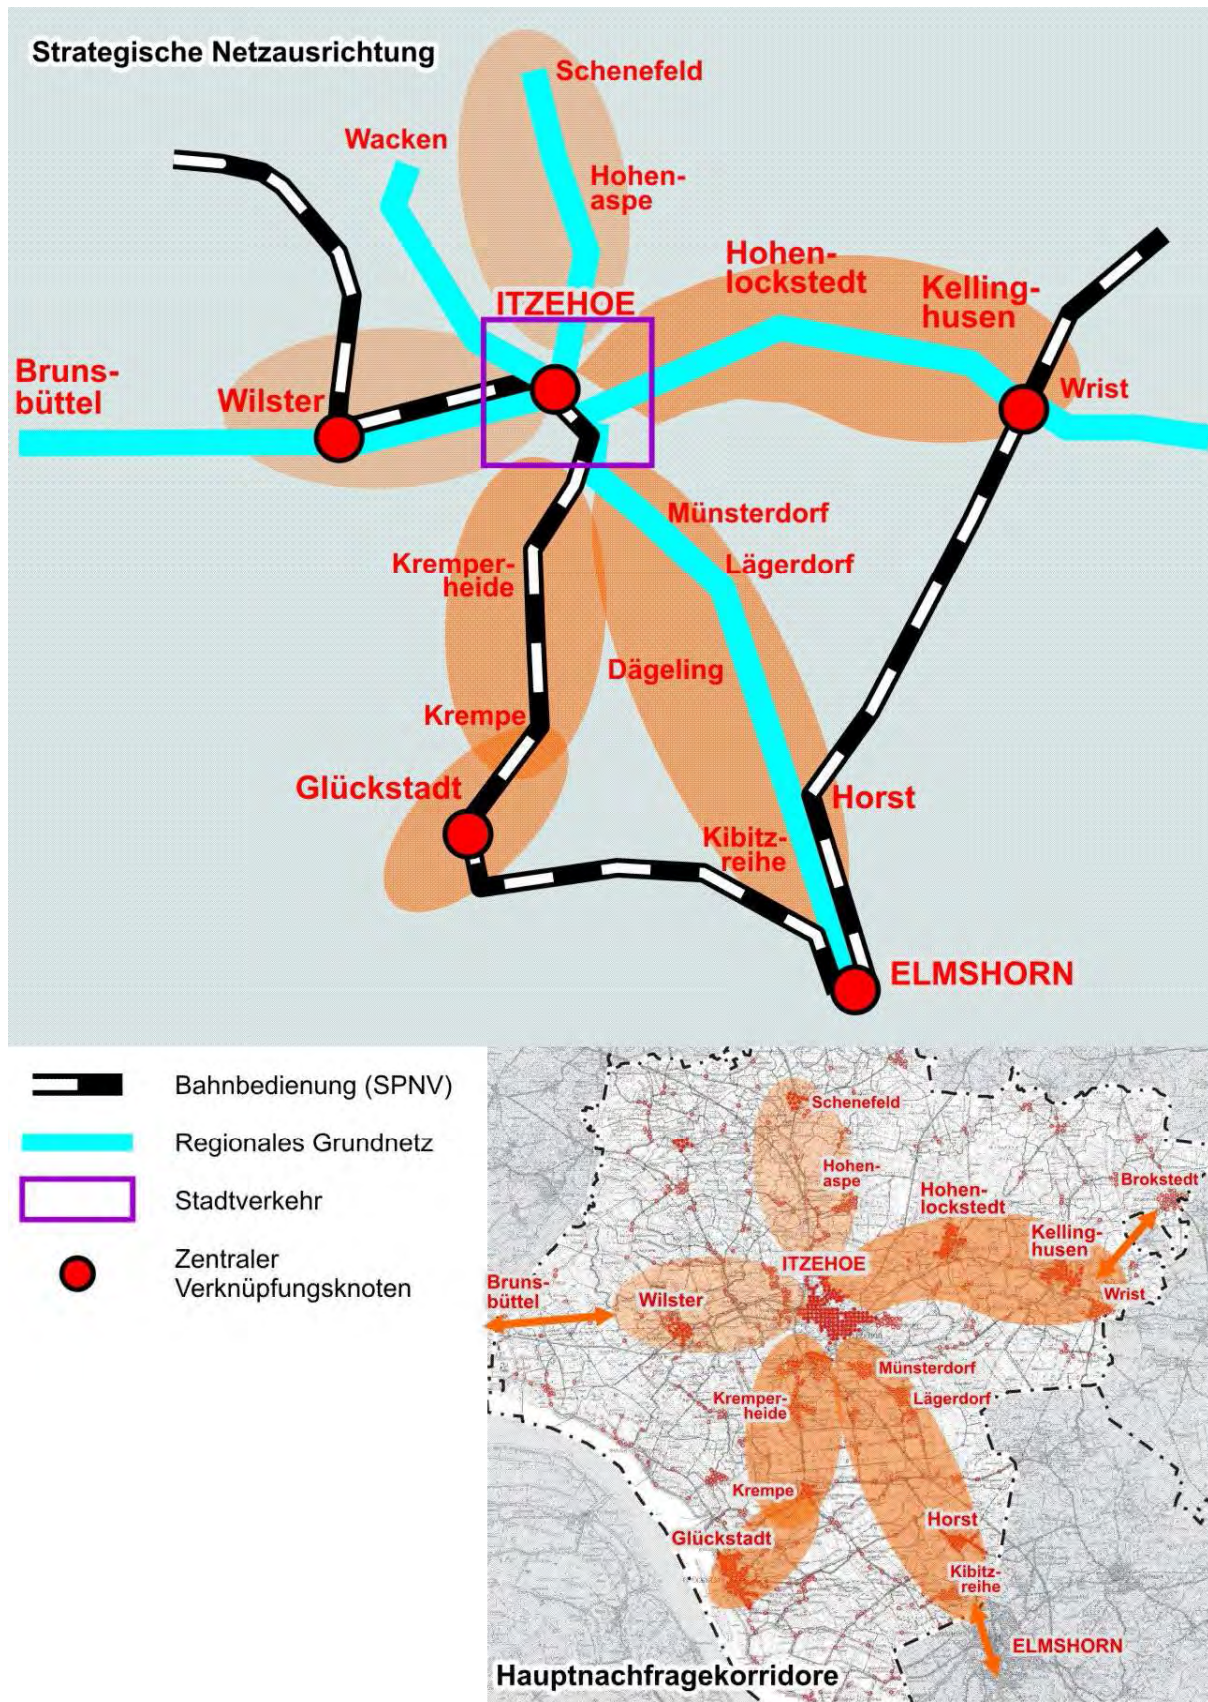 Strategische Netzausrichtung
Schenefeld
Wacken
Hohen-
aspe
Hohen-
lockstedt
Kelling-
husen
ITZEHOE
Bruns-
büttel
Wilster
Wrist
Münsterdorf
Lägerdorf
Kremper-
heide
Dägeling
Krempe
Glückstadt
Horst
Kibitz-
reihe
ELMSHORN
Bahnbedienung (SPNV)
Regionales Grundnetz
Stadtverkehr
Zentraler
Verknüpfungsknoten
Schenefeld
Hohen-
aspe
Brokstedt
Hohen-
lockstedt
Kelling-
husen
ITZEHOE
Bruns-
büttel
Wilster
Wrist
Münsterdorf
Lägerdorf
Kremper-
heide
Krempe
Horst
Glückstadt
Kibitz-
reihe
ELMSHORN
Hauptnachfragekorridore